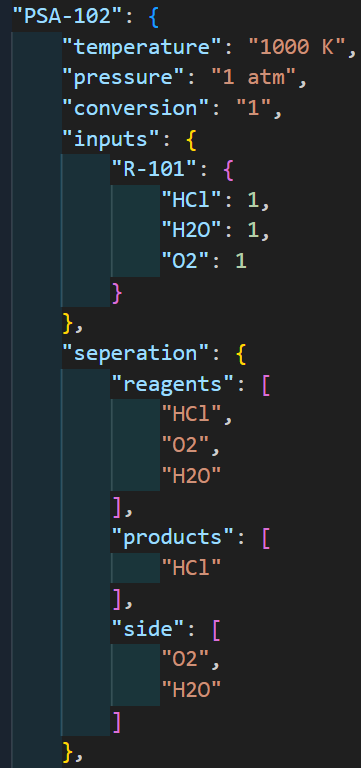 "PSA-102": {
"temperature": "1000 K",
"pressure": "1 atm",
"conversion": "1",
"inputs": {
"R-101": {
"HCl": 1,
"H2O": 1,
"O2": 1
}
},
"seperation": {
"reagents": [
"HCl",
"O2",
"H2O"
],
"products": [
"HCl"
],
"side": [
"O2",
"H2O"
]
},